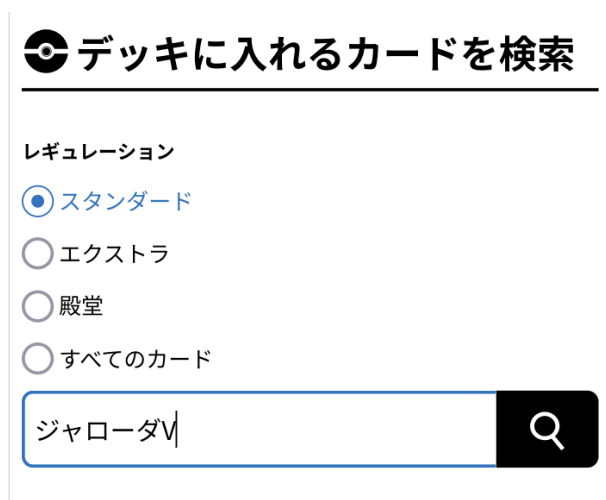 デッキに入れるカードを検索
レギュレーション
スタンダード
エクストラ
殿堂
すべてのカード
ジャローダV